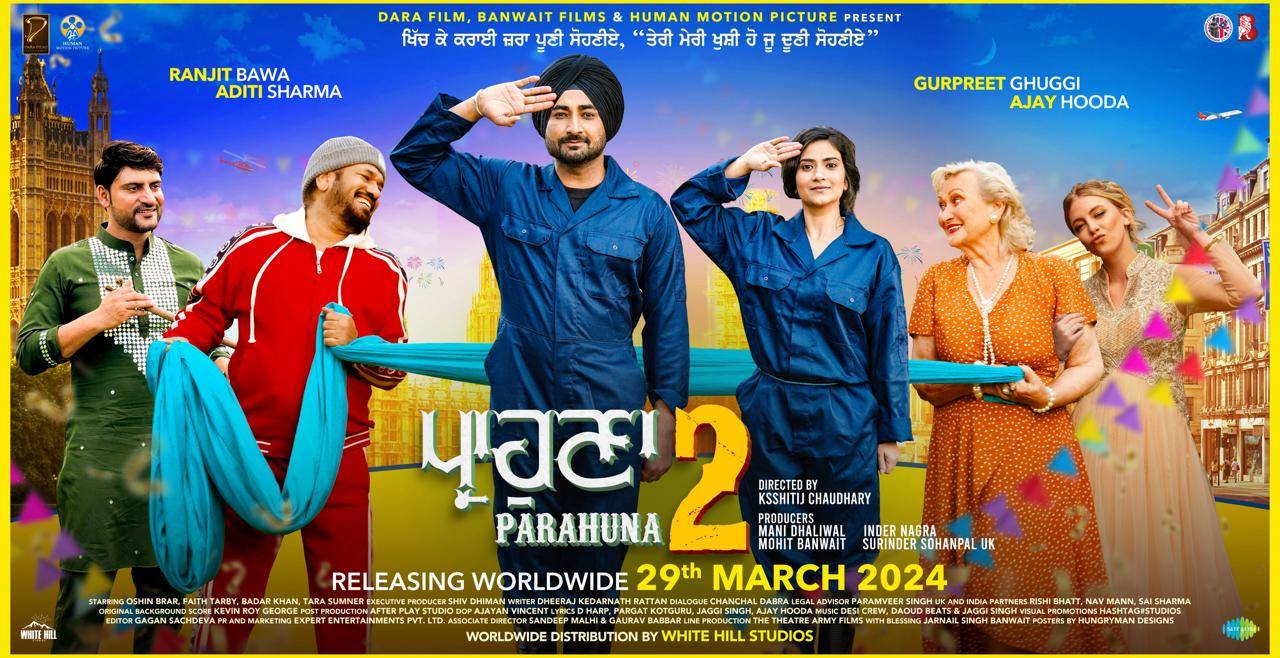 DARA FILM, BANWAIT FILMS & HUMAN MOTION PICTURE PRESENT
ਖਿੱਚ ਕੇ ਕਰਾਈ ਜ਼ਰਾ ਪੂਣੀ ਸੋਹਣੀਏ, “ਤੇਰੀ ਮੇਰੀ ਖੁਸ਼ੀ ਹੋ ਜੂ ਦੂਣੀ ਸੋਹਣੀਏ”
DARA FILMS
HUMAN
MOTION PICTURE
RANJIT BAWA
ADITI SHARMA
GURPREET GHUGGI
AJAY HOODA
ਪ੍ਰਾਹੁਣਾ 2
PARAHUNA
DIRECTED BY
KSSHITIJ CHAUDHARY
PRODUCERS
MANI DHALIWAL INDER NAGRA
MOHIT BANWAIT SURINDER SOHANPAL UK
RELEASING WORLDWIDE 29th MARCH 2024
STARRING OSHIN BRAR, FAITH TARBY, BADAR KHAN, TARA SUMNER EXECUTIVE PRODUCER SHIV DHIMAN WRITER DHEERAJ KEDARNATH RATTAN DIALOGUE CHANCHAL DABRA LEGAL ADVISOR PARAMVEER SINGH UK AND INDIA PARTNERS RISHI BHATT, NAV MANN, SAI SHARMA
ORIGINAL BACKGROUND SCORE KEVIN ROY GEORGE POST PRODUCTION AFTER PLAY STUDIO DOP AJAYAN VINCENT LYRICS D HARP, PARGAT KOTGURU, JAGGI SINGH, AJAY HOODA MUSIC DESI CREW, DAOUD BEATS & JAGGI SINGH VISUAL PROMOTIONS HASHTAG#STUDIOS
EDITOR GAGAN SACHDEVA PR AND MARKETING EXPERT ENTERTAINMENTS PVT. LTD. ASSOCIATE DIRECTOR SANDEEP MALHI & GAURAV BABBAR LINE PRODUCTION THE THEATRE ARMY FILMS WITH BLESSING JARNAIL SINGH BANWAIT POSTERS BY HUNGRYMAN DESIGNS
WHITE HILL
WORLDWIDE DISTRIBUTION BY WHITE HILL STUDIOS
SAREGAMA